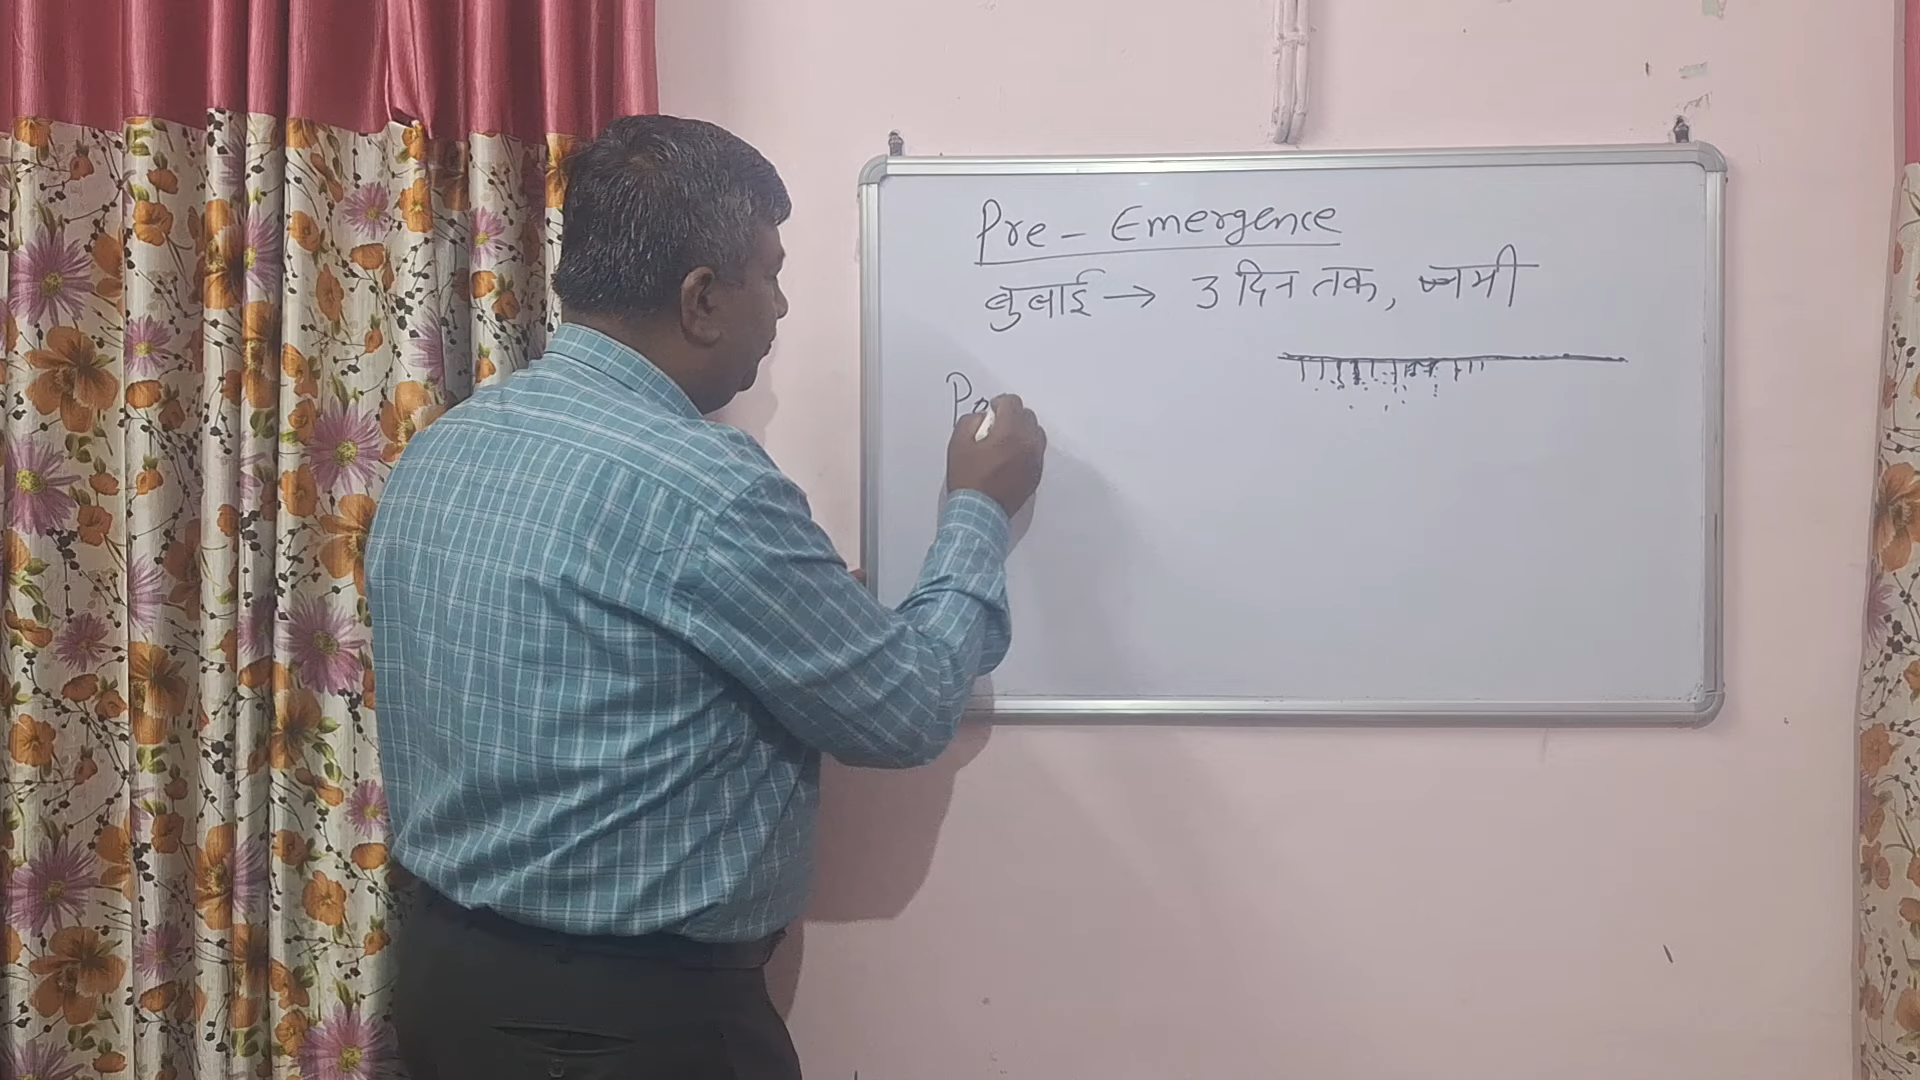 Pre - Emergence
बुबाई → 3 दिन तक, नमी
Po